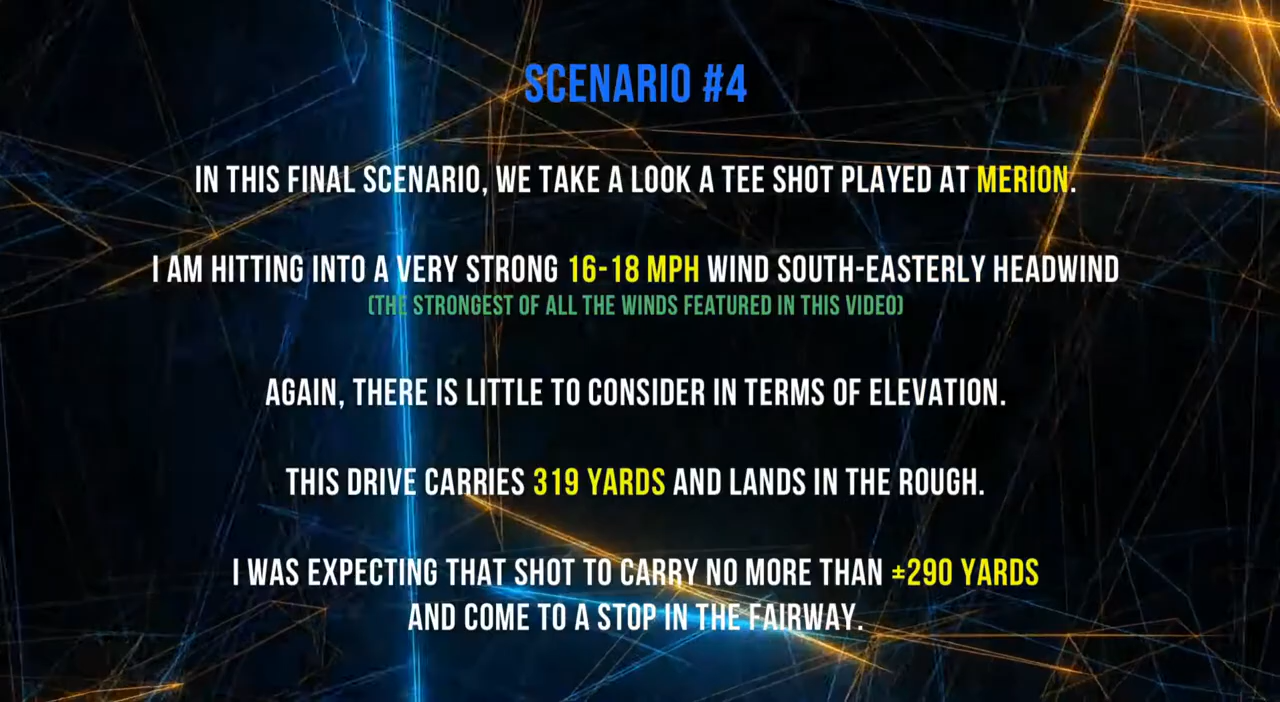 SCENARIO #4
IN THIS FINAL SCENARIO, WE TAKE A LOOK A TEE SHOT PLAYED AT MERION.
I AM HITTING INTO A VERY STRONG 16-18 MPH WIND SOUTH-EASTERLY HEADWIND
(THE STRONGEST OF ALL THE WINDS FEATURED IN THIS VIDEO)
AGAIN, THERE IS LITTLE TO CONSIDER IN TERMS OF ELEVATION.
THIS DRIVE CARRIES 319 YARDS AND LANDS IN THE ROUGH.
I WAS EXPECTING THAT SHOT TO CARRY NO MORE THAN ±290 YARDS
AND COME TO A STOP IN THE FAIRWAY.